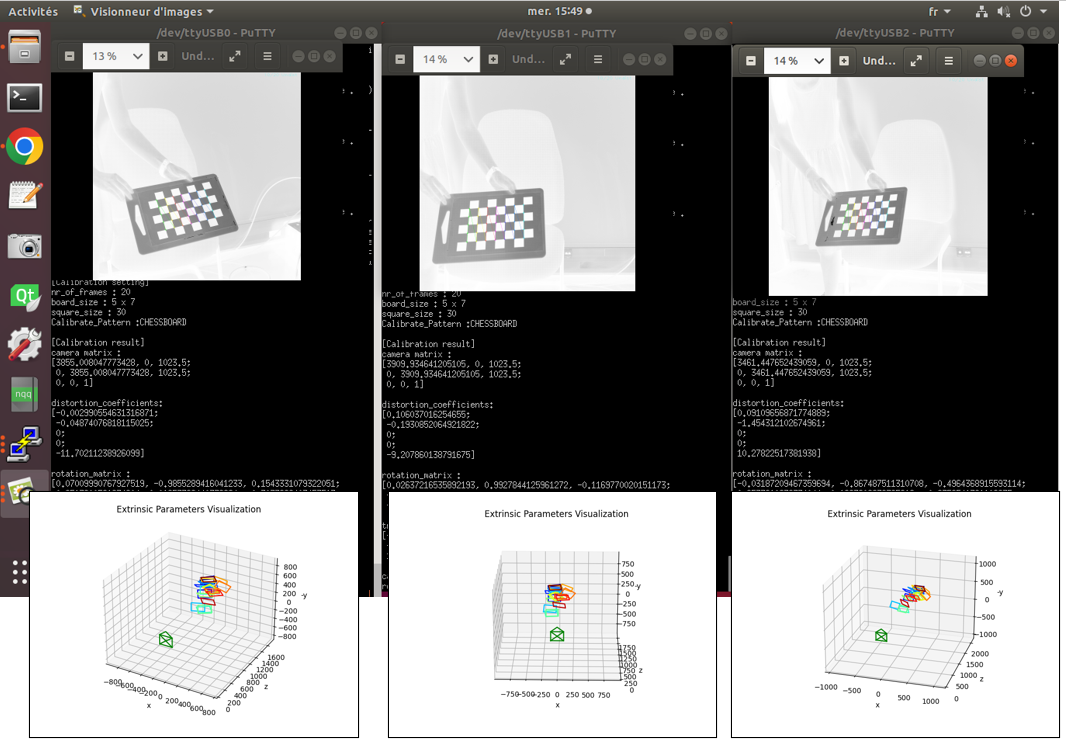 Activités Visionneur d'images mer. 15:49 fr
/dev/ttyUSB0 - PuTTY
13 % Und…
[Calibration setting]
nr_of_frames : 20
board_size : 5 x 7
square_size : 30
Calibrate_Pattern :CHESSBOARD
[Calibration result]
camera matrix :
[3855.008047773428, 0, 1023.5;
0, 3855.008047773428, 1023.5;
0, 0, 1]
distortion_coefficients:
[-0.002990554631316871;
-0.04874076818115025;
0;
0;
-11.70211238926099]
rotation_matrix :
[0.07009390767927519, -0.9855289416041233, 0.1543331079322051;
/dev/ttyUSB1 - PuTTY
14 % Und…
nr_of_frames : 20
board_size : 5 x 7
square_size : 30
Calibrate_Pattern :CHESSBOARD
[Calibration result]
camera matrix :
[3909.934641205105, 0, 1023.5;
0, 3909.934641205105, 1023.5;
0, 0, 1]
distortion_coefficients:
[0.106037016254655;
-0.1930852064921822;
0;
0;
-9.207860138791675]
rotation_matrix :
[0.02637216535892193, 0.9927844125961272, -0.1169770020151173;
/dev/ttyUSB2 - PuTTY
14 % Und…
board_size : 5 x 7
square_size : 30
Calibrate_Pattern :CHESSBOARD
[Calibration result]
camera matrix :
[3461.447652439059, 0, 1023.5;
0, 3461.447652439059, 1023.5;
0, 0, 1]
distortion_coefficients:
[0.09109656871774889;
-1.454312102674961;
0;
0;
10.27822517381938]
rotation_matrix :
[-0.03187209467359694, -0.867487511310708, -0.4964368915593114;
Qt
nqq
Extrinsic Parameters Visualization
800
600
400
200
0
-200
-400
-600
-800
-y
1600
1400
1200
1000
800
600
400
200
0
z
-800 -600 -400 -200 0 200 400 600 800
x
Extrinsic Parameters Visualization
750
500
250
0
-250
-500
-750
-y
1750
1500
1250
1000
750
500
250
0
z
-750 -500 -250 0 250 500 750
x
Extrinsic Parameters Visualization
1000
500
0
-500
-1000
-y
2000
1500
1000
500
0
z
-1000 -500 0 500 1000
x